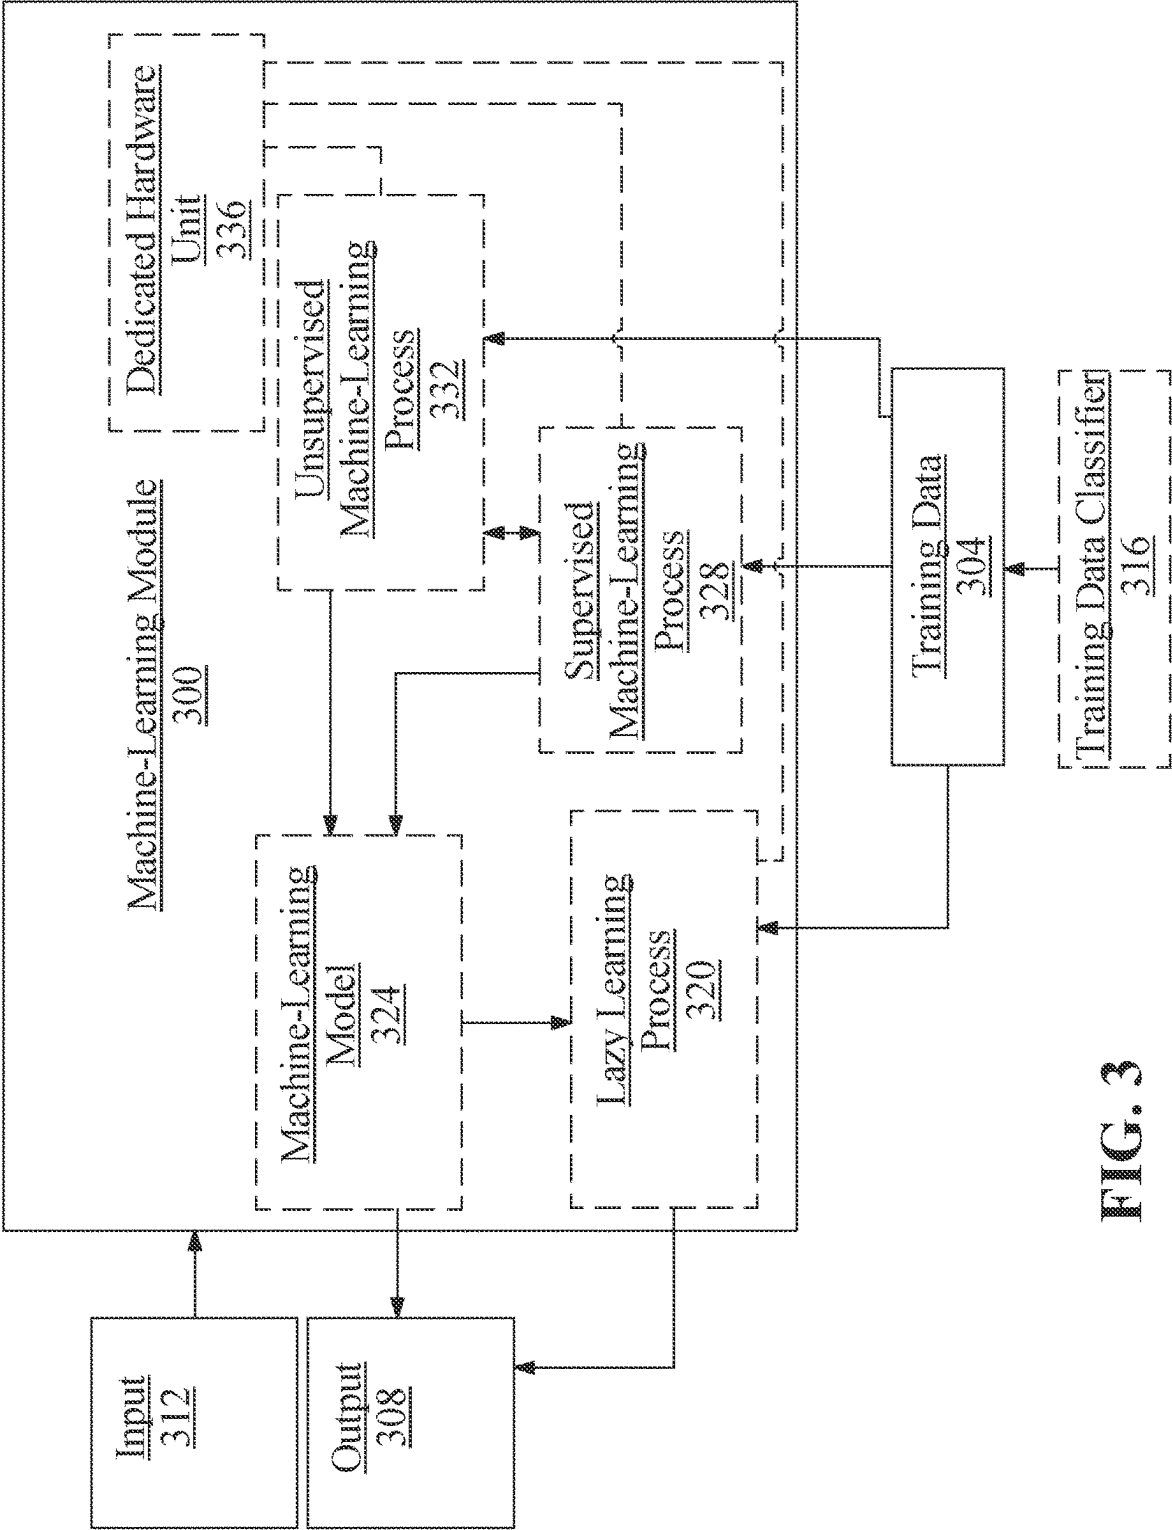 Machine-Learning Module
300
Dedicated Hardware
Unit
336
Input
312
Machine-Learning
Model
324
Unsupervised
Machine-Learning
Process
332
Output
308
Lazy Learning
Process
320
Supervised
Machine-Learning
Process
328
Training Data
304
Training Data Classifier
316
FIG. 3